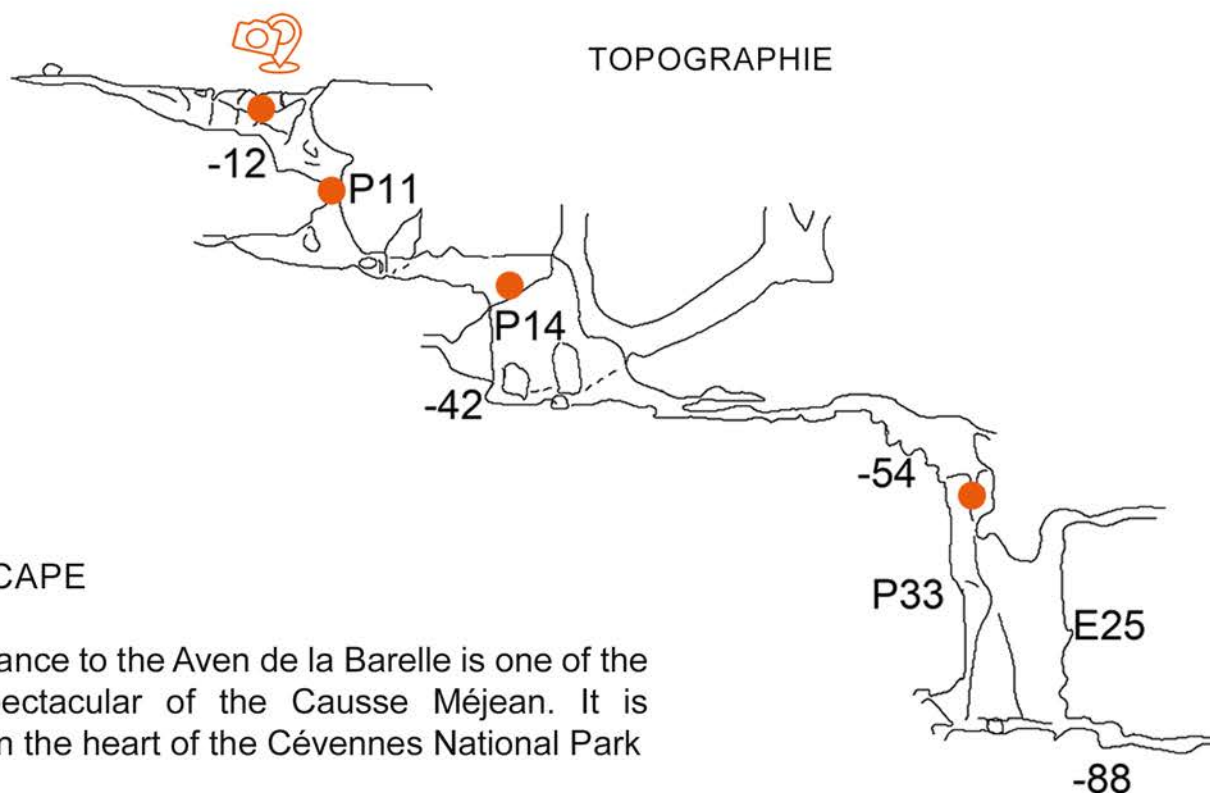 TOPOGRAPHIE
-12
P11
P14
-42
-54
P33
E25
-88
CAPE
ance to the Aven de la Barelle is one of the
ectacular of the Causse Méjean. It is
n the heart of the Cévennes National Park